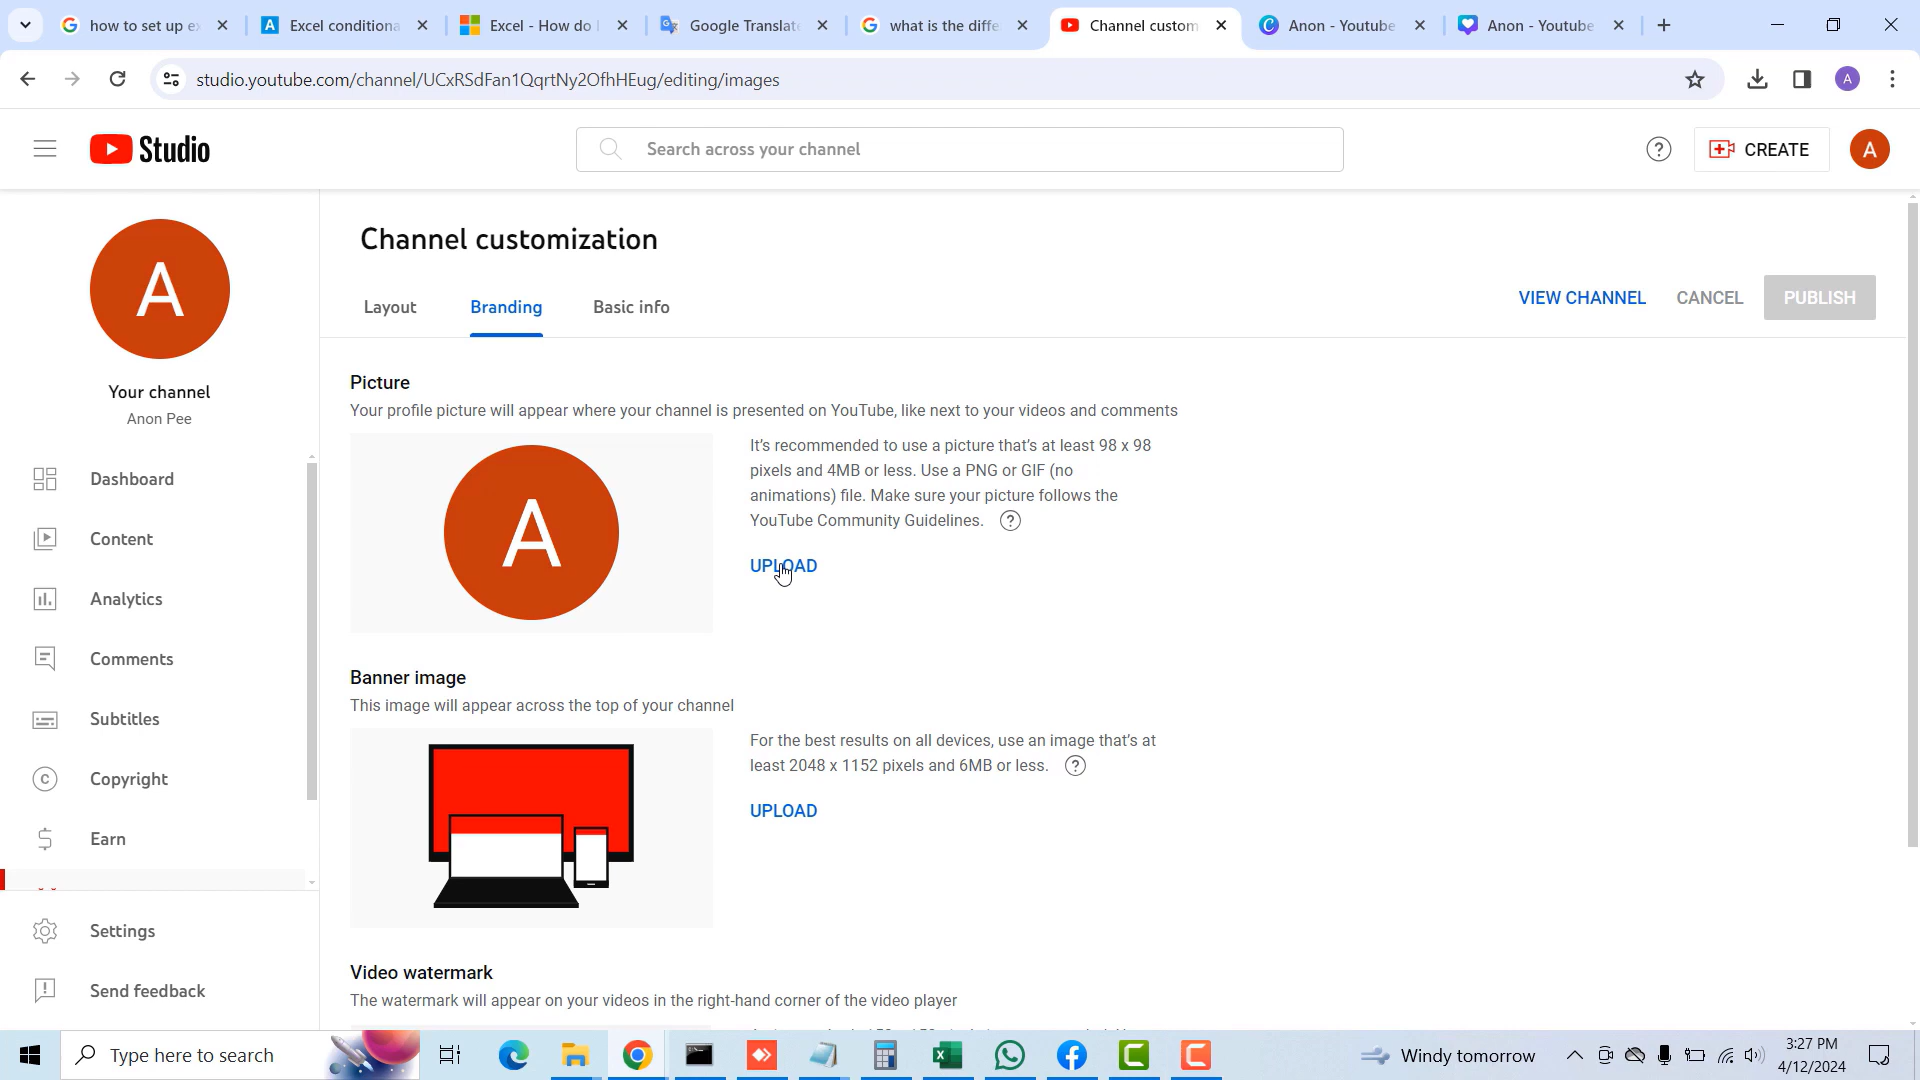 how to set up e
Excel conditiona
Excel - How do
Google Translat
what is the diffe
Channel custom
Anon - Youtube
Anon - Youtube
studio.youtube.com/channel/UCxRSdFan1QqrtNy2OfhHEug/editing/images
A
Studio
Search across your channel
CREATE
A
A
Your channel
Anon Pee
Dashboard
Content
Analytics
Comments
Subtitles
Copyright
Earn
Settings
Send feedback
Channel customization
Layout
Branding
Basic info
VIEW CHANNEL
CANCEL
PUBLISH
Picture
Your profile picture will appear where your channel is presented on YouTube, like next to your videos and comments
A
It's recommended to use a picture that's at least 98 x 98
pixels and 4MB or less. Use a PNG or GIF (no
animations) file. Make sure your picture follows the
YouTube Community Guidelines.
UPLOAD
Banner image
This image will appear across the top of your channel
For the best results on all devices, use an image that's at
least 2048 x 1152 pixels and 6MB or less.
UPLOAD
Video watermark
The watermark will appear on your videos in the right-hand corner of the video player
Type here to search
Windy tomorrow
3:27 PM
4/12/2024